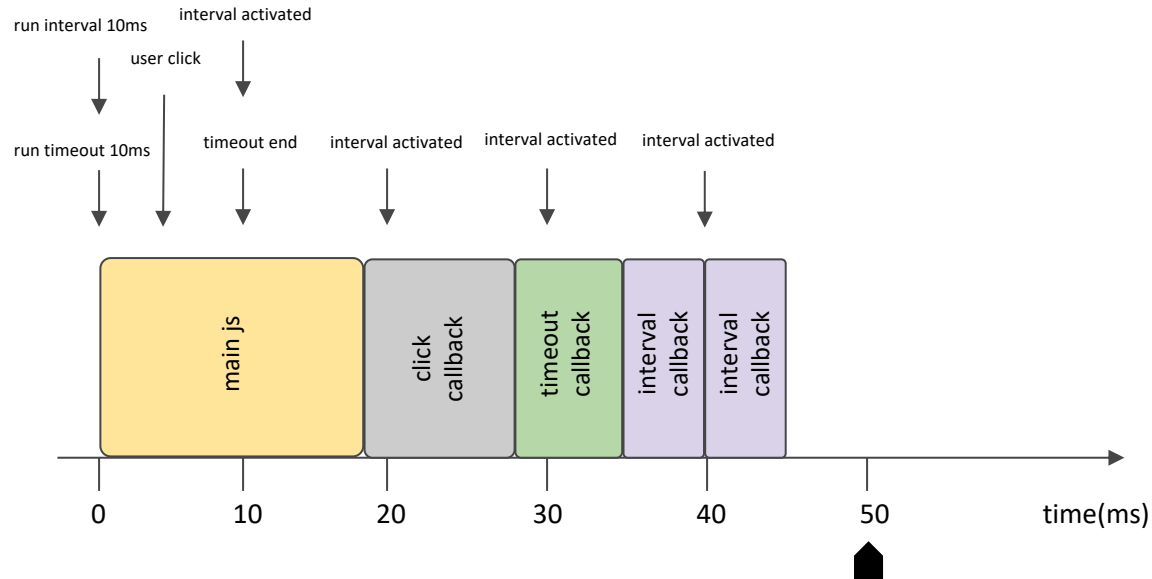 run interval 10ms
interval activated
user click
run timeout 10ms
timeout end
interval activated
interval activated
interval activated
main js
click
callback
timeout
callback
interval
callback
interval
callback
0
10
20
30
40
50
time(ms)